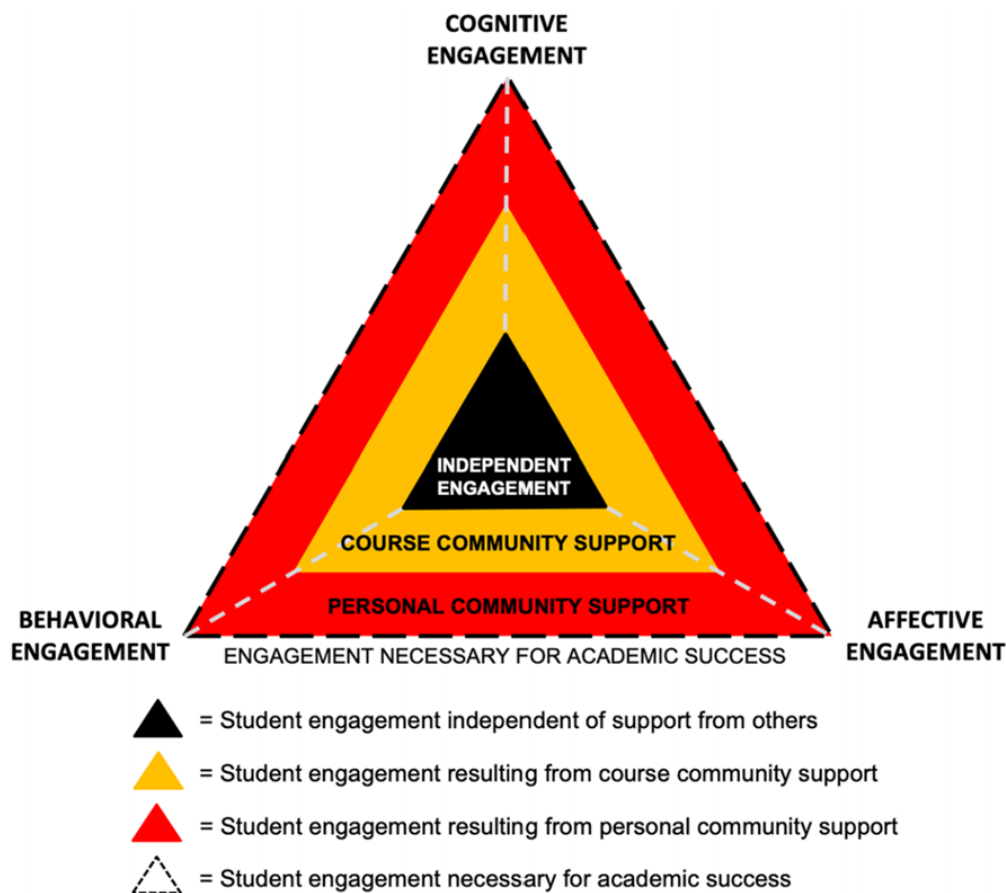 COGNITIVE
ENGAGEMENT
INDEPENDENT
ENGAGEMENT
COURSE COMMUNITY SUPPORT
PERSONAL COMMUNITY SUPPORT
BEHAVIORAL
ENGAGEMENT
AFFECTIVE
ENGAGEMENT
ENGAGEMENT NECESSARY FOR ACADEMIC SUCCESS
= Student engagement independent of support from others
= Student engagement resulting from course community support
= Student engagement resulting from personal community support
= Student engagement necessary for academic success